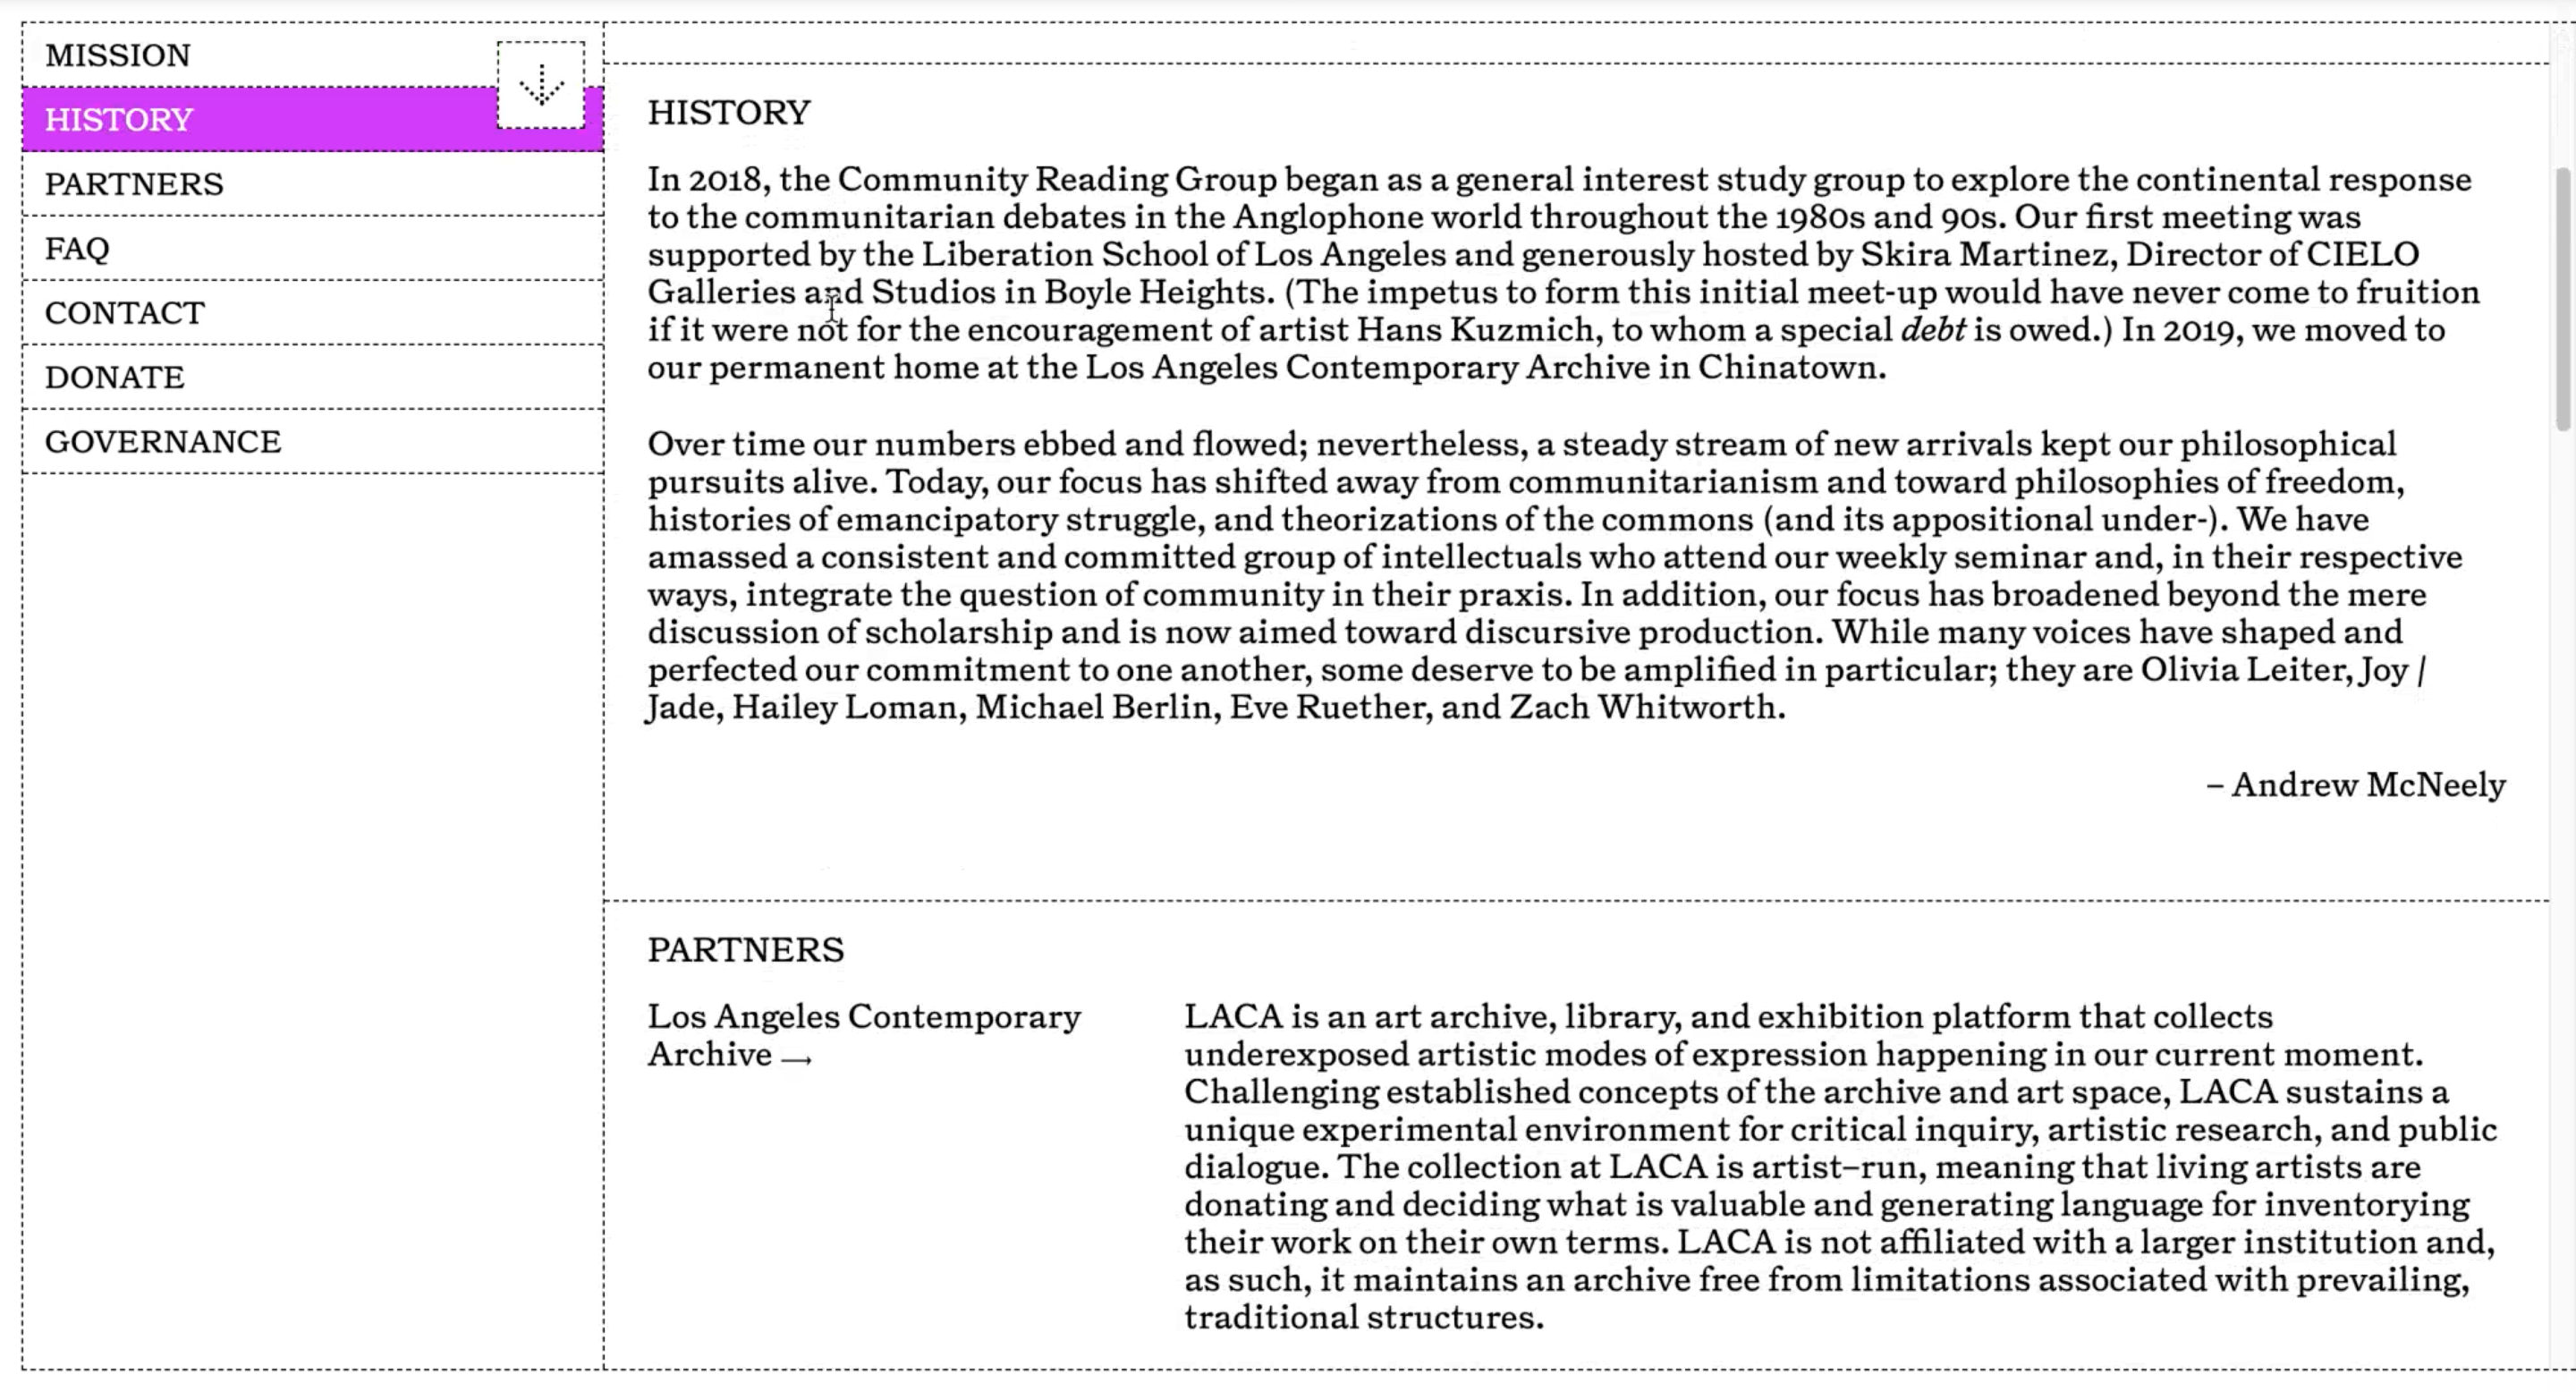 MISSION
HISTORY
PARTNERS
FAQ
CONTACT
DONATE
GOVERNANCE
HISTORY
In 2018, the Community Reading Group began as a general interest study group to explore the continental response
to the communitarian debates in the Anglophone world throughout the 1980s and 90s. Our first meeting was
supported by the Liberation School of Los Angeles and generously hosted by Skira Martinez, Director of CIELO
Galleries and Studios in Boyle Heights. (The impetus to form this initial meet-up would have never come to fruition
if it were not for the encouragement of artist Hans Kuzmich, to whom a special debt is owed.) In 2019, we moved to
our permanent home at the Los Angeles Contemporary Archive in Chinatown.
Over time our numbers ebbed and flowed; nevertheless, a steady stream of new arrivals kept our philosophical
pursuits alive. Today, our focus has shifted away from communitarianism and toward philosophies of freedom,
histories of emancipatory struggle, and theorizations of the commons (and its appositional under-). We have
amassed a consistent and committed group of intellectuals who attend our weekly seminar and, in their respective
ways, integrate the question of community in their praxis. In addition, our focus has broadened beyond the mere
discussion of scholarship and is now aimed toward discursive production. While many voices have shaped and
perfected our commitment to one another, some deserve to be amplified in particular; they are Olivia Leiter, Joy /
Jade, Hailey Loman, Michael Berlin, Eve Ruether, and Zach Whitworth.
– Andrew McNeely
PARTNERS
Los Angeles Contemporary
Archive →
LACA is an art archive, library, and exhibition platform that collects
underexposed artistic modes of expression happening in our current moment.
Challenging established concepts of the archive and art space, LACA sustains a
unique experimental environment for critical inquiry, artistic research, and public
dialogue. The collection at LACA is artist–run, meaning that living artists are
donating and deciding what is valuable and generating language for inventorying
their work on their own terms. LACA is not affiliated with a larger institution and,
as such, it maintains an archive free from limitations associated with prevailing,
traditional structures.